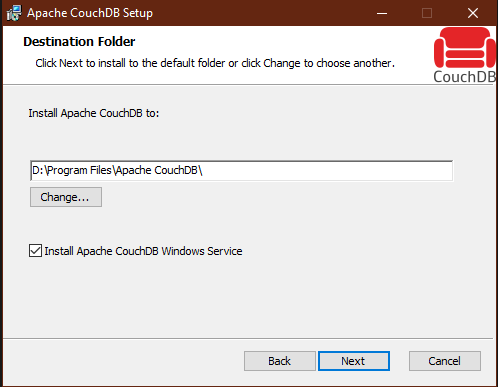 Apache CouchDB Setup
Destination Folder
Click Next to install to the default folder or click Change to choose another.
CouchDB
Install Apache CouchDB to:
D:\Program Files\Apache CouchDB\
Change...
Install Apache CouchDB Windows Service
Back Next Cancel